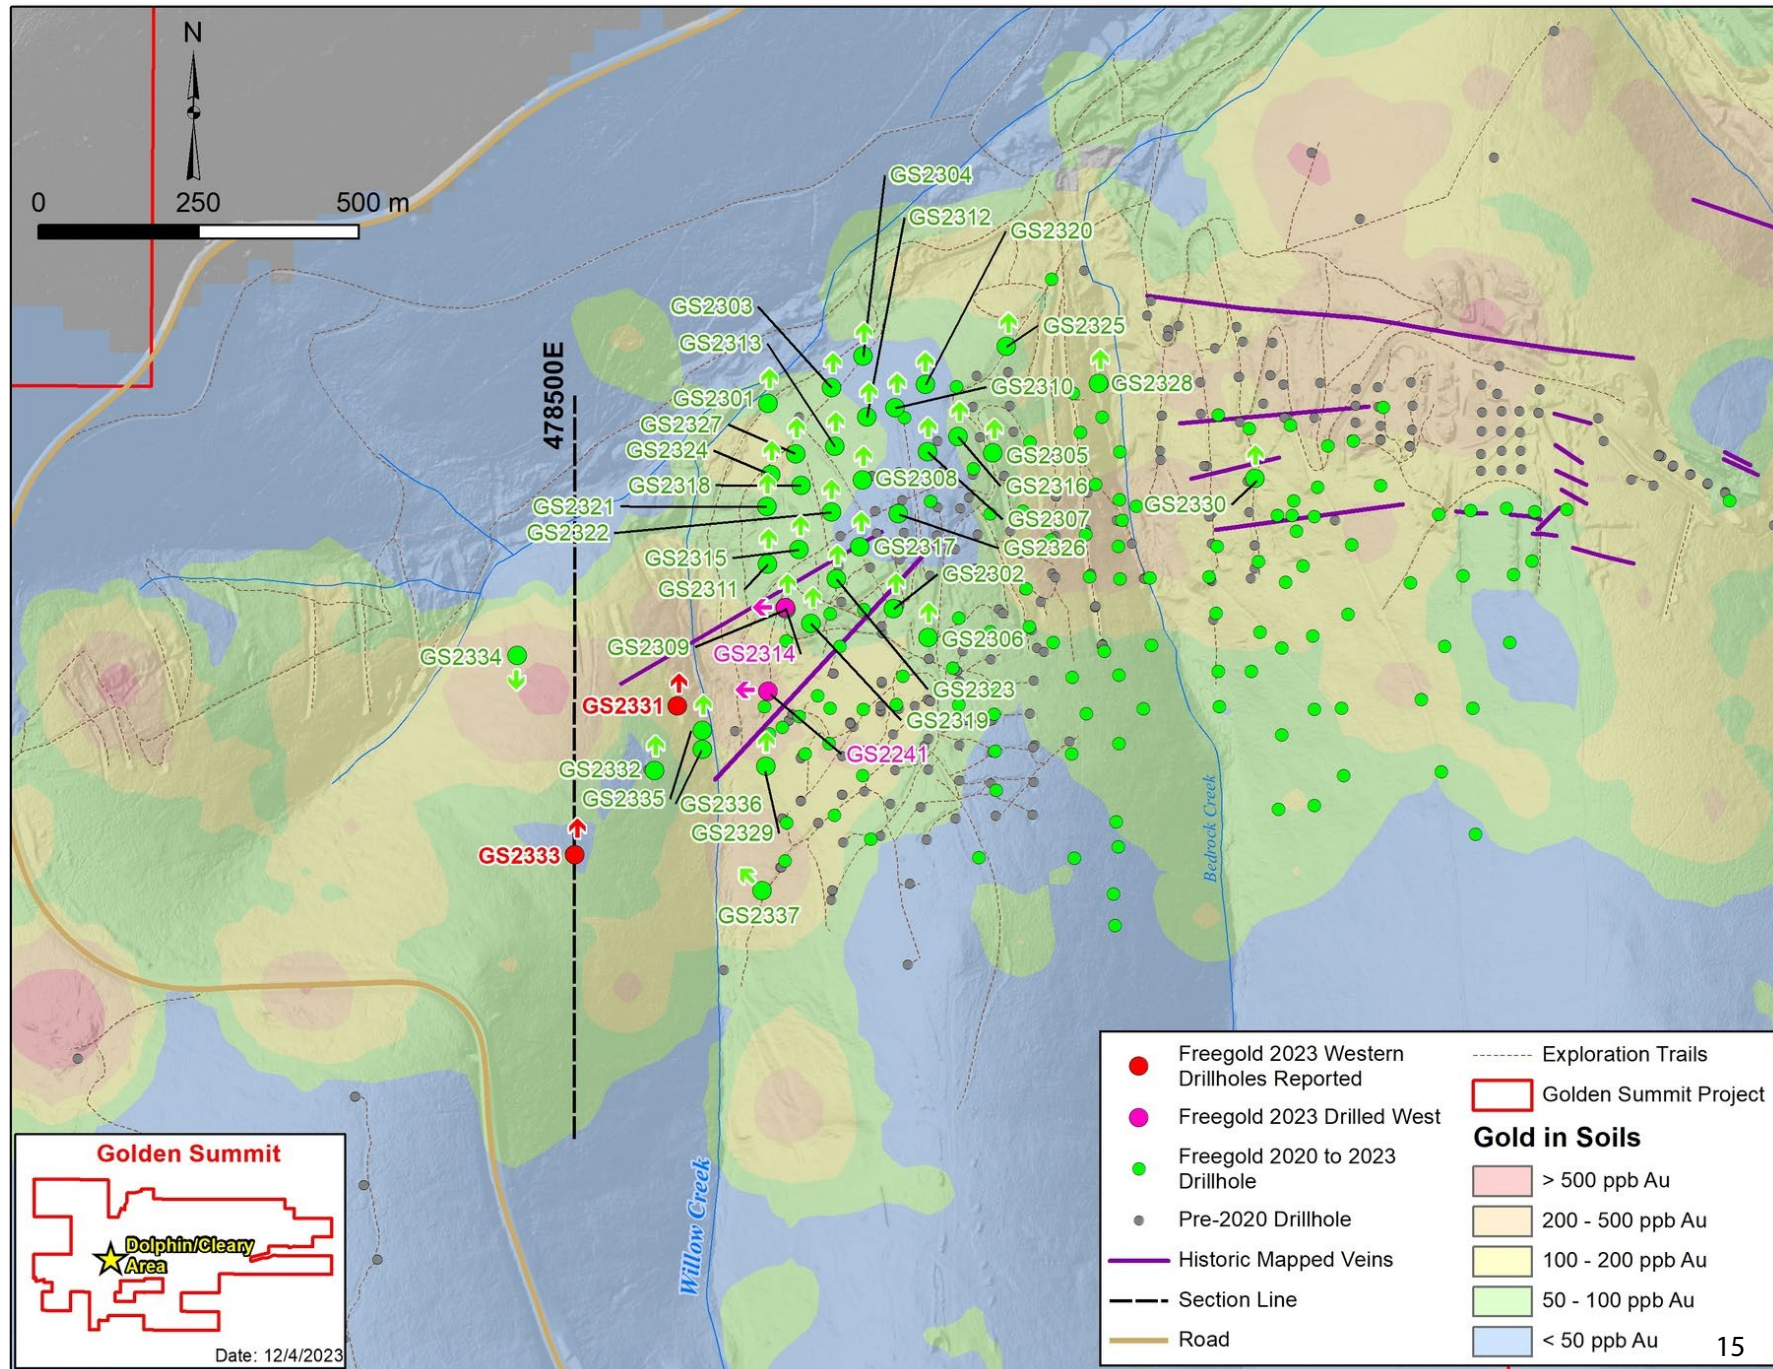 N
0 250 500 m
478500E
GS2304
GS2312
GS2320
GS2303
GS2325
GS2313
GS2310
GS2328
GS2301
GS2327
GS2324
GS2305
GS2318
GS2308
GS2316
GS2321
GS2330
GS2307
GS2322
GS2317
GS2326
GS2315
GS2302
GS2311
GS2306
GS2309
GS2314
GS2334
GS2323
GS2331
GS2319
GS2241
GS2332
GS2335
GS2336
GS2329
GS2333
GS2337
Bedrock Creek
Willow Creek
Golden Summit
Dolphin/Cleary
Area
Date: 12/4/2023
Freegold 2023 Western
Drillholes Reported
Freegold 2023 Drilled West
Freegold 2020 to 2023
Drillhole
Pre-2020 Drillhole
Historic Mapped Veins
Section Line
Road
Exploration Trails
Golden Summit Project
Gold in Soils
> 500 ppb Au
200 - 500 ppb Au
100 - 200 ppb Au
50 - 100 ppb Au
< 50 ppb Au
15